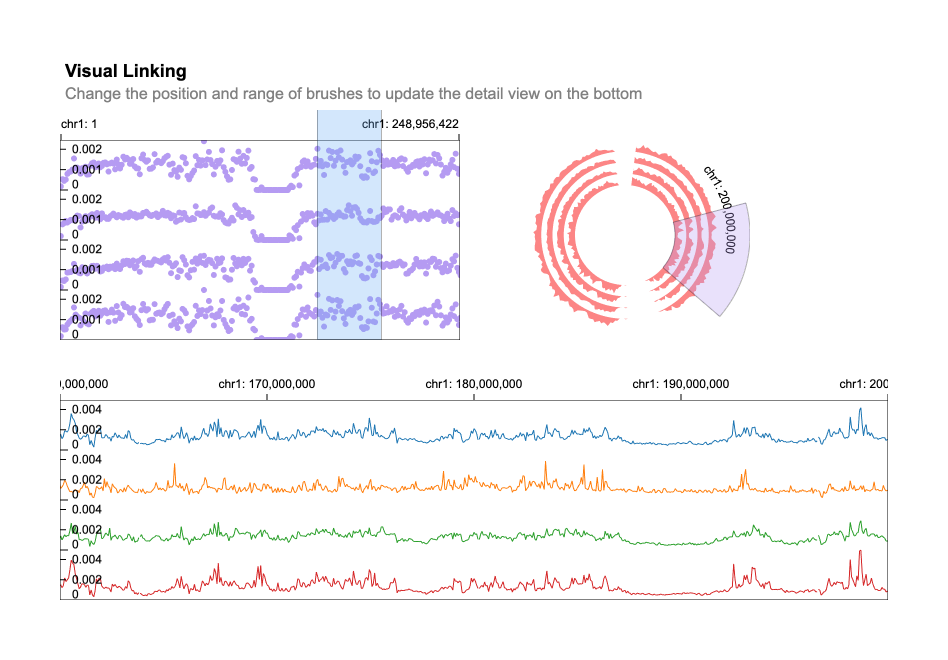 Visual Linking
Change the position and range of brushes to update the detail view on the bottom
chr1: 1
chr1: 248,956,422
0.002
0.001
0
0.002
0.001
0
0.002
0.001
0
0.002
0.001
0
chr1: 200,000,000
),000,000
chr1: 170,000,000
chr1: 180,000,000
chr1: 190,000,000
chr1: 200
0.004
0.002
0
0.004
0.002
0
0.004
0.002
0
0.004
0.002
0